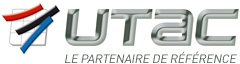 UTAC
LE PARTENAIRE DE RÉFÉRENCE